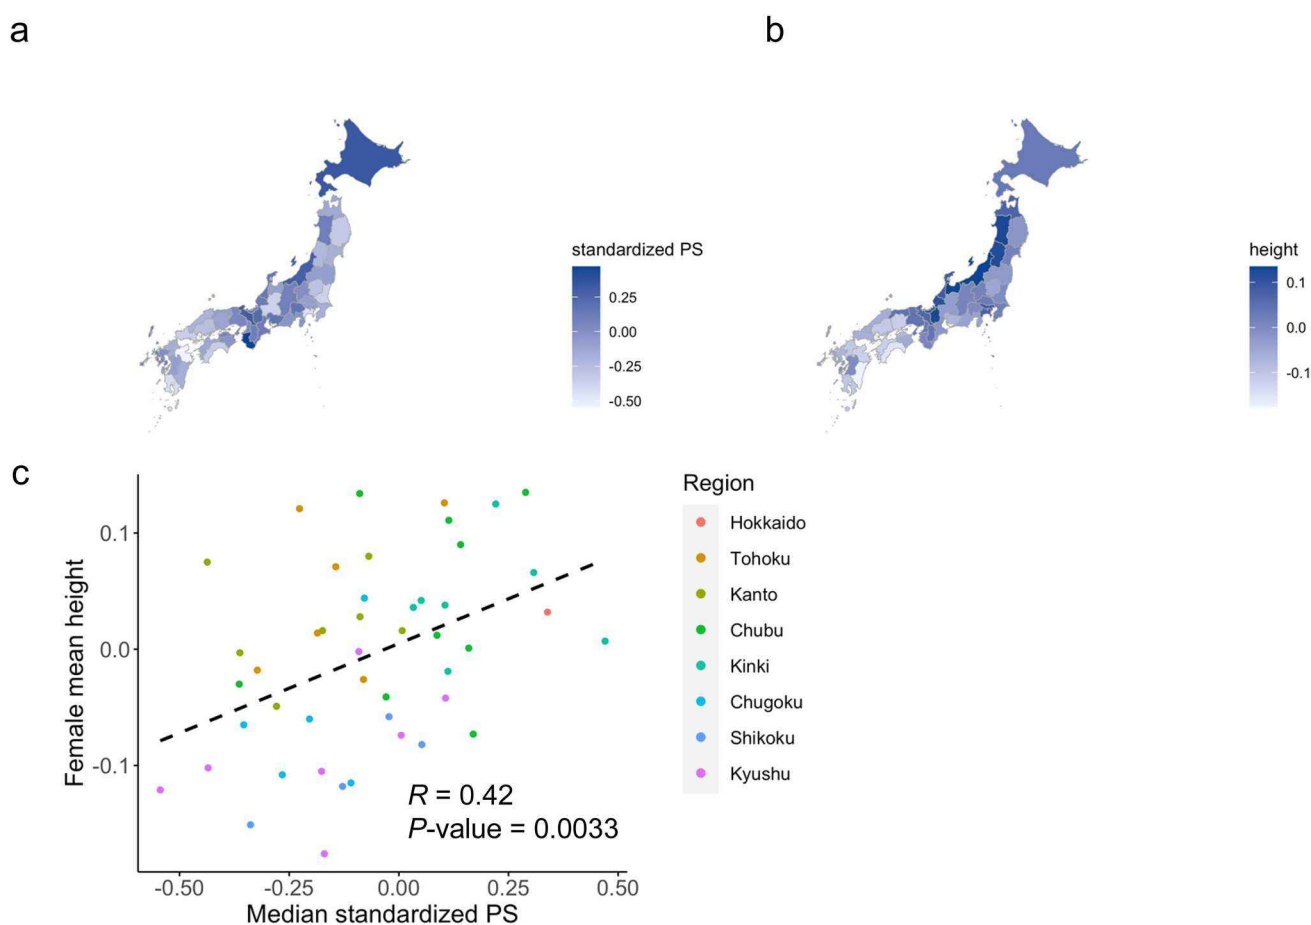 a
b
standardized PS
0.25
0.00
-0.25
-0.50
height
0.1
0.0
-0.1
c
Female mean height
0.1
0.0
-0.1
R = 0.42
P-value = 0.0033
-0.50 -0.25 0.00 0.25 0.50
Median standardized PS
Region
Hokkaido
Tohoku
Kanto
Chubu
Kinki
Chugoku
Shikoku
Kyushu